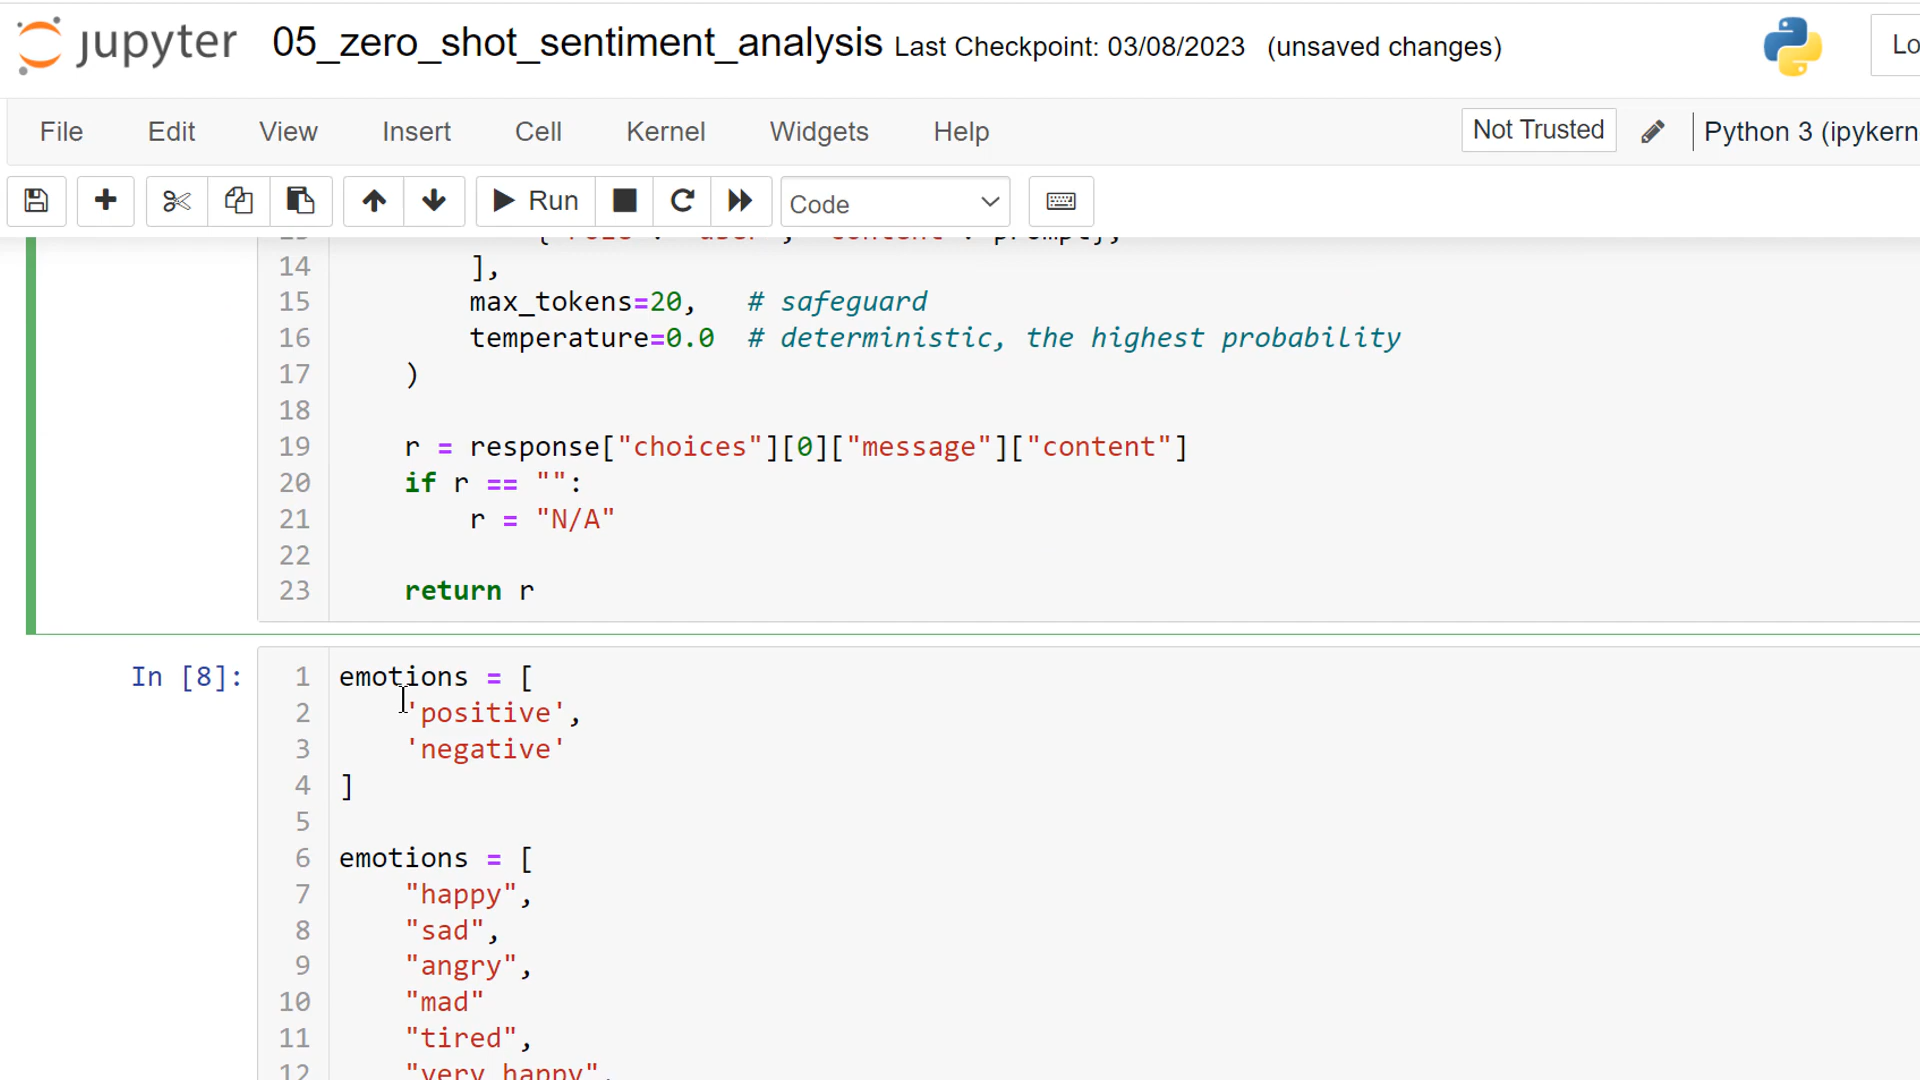 jupyter 05_zero_shot_sentiment_analysis Last Checkpoint: 03/08/2023 (unsaved changes) Lo
File Edit View Insert Cell Kernel Widgets Help Not Trusted Python 3 (ipykern
Run Code
14 ],
15 max_tokens=20, # safeguard
16 temperature=0.0 # deterministic, the highest probability
17 )
18
19 r = response["choices"][0]["message"]["content"]
20 if r == "":
21 r = "N/A"
22
23 return r
In [8]:
1 emotions = [
2 'positive',
3 'negative'
4 ]
5
6 emotions = [
7 "happy",
8 "sad",
9 "angry",
10 "mad"
11 "tired",
12 "very happy",